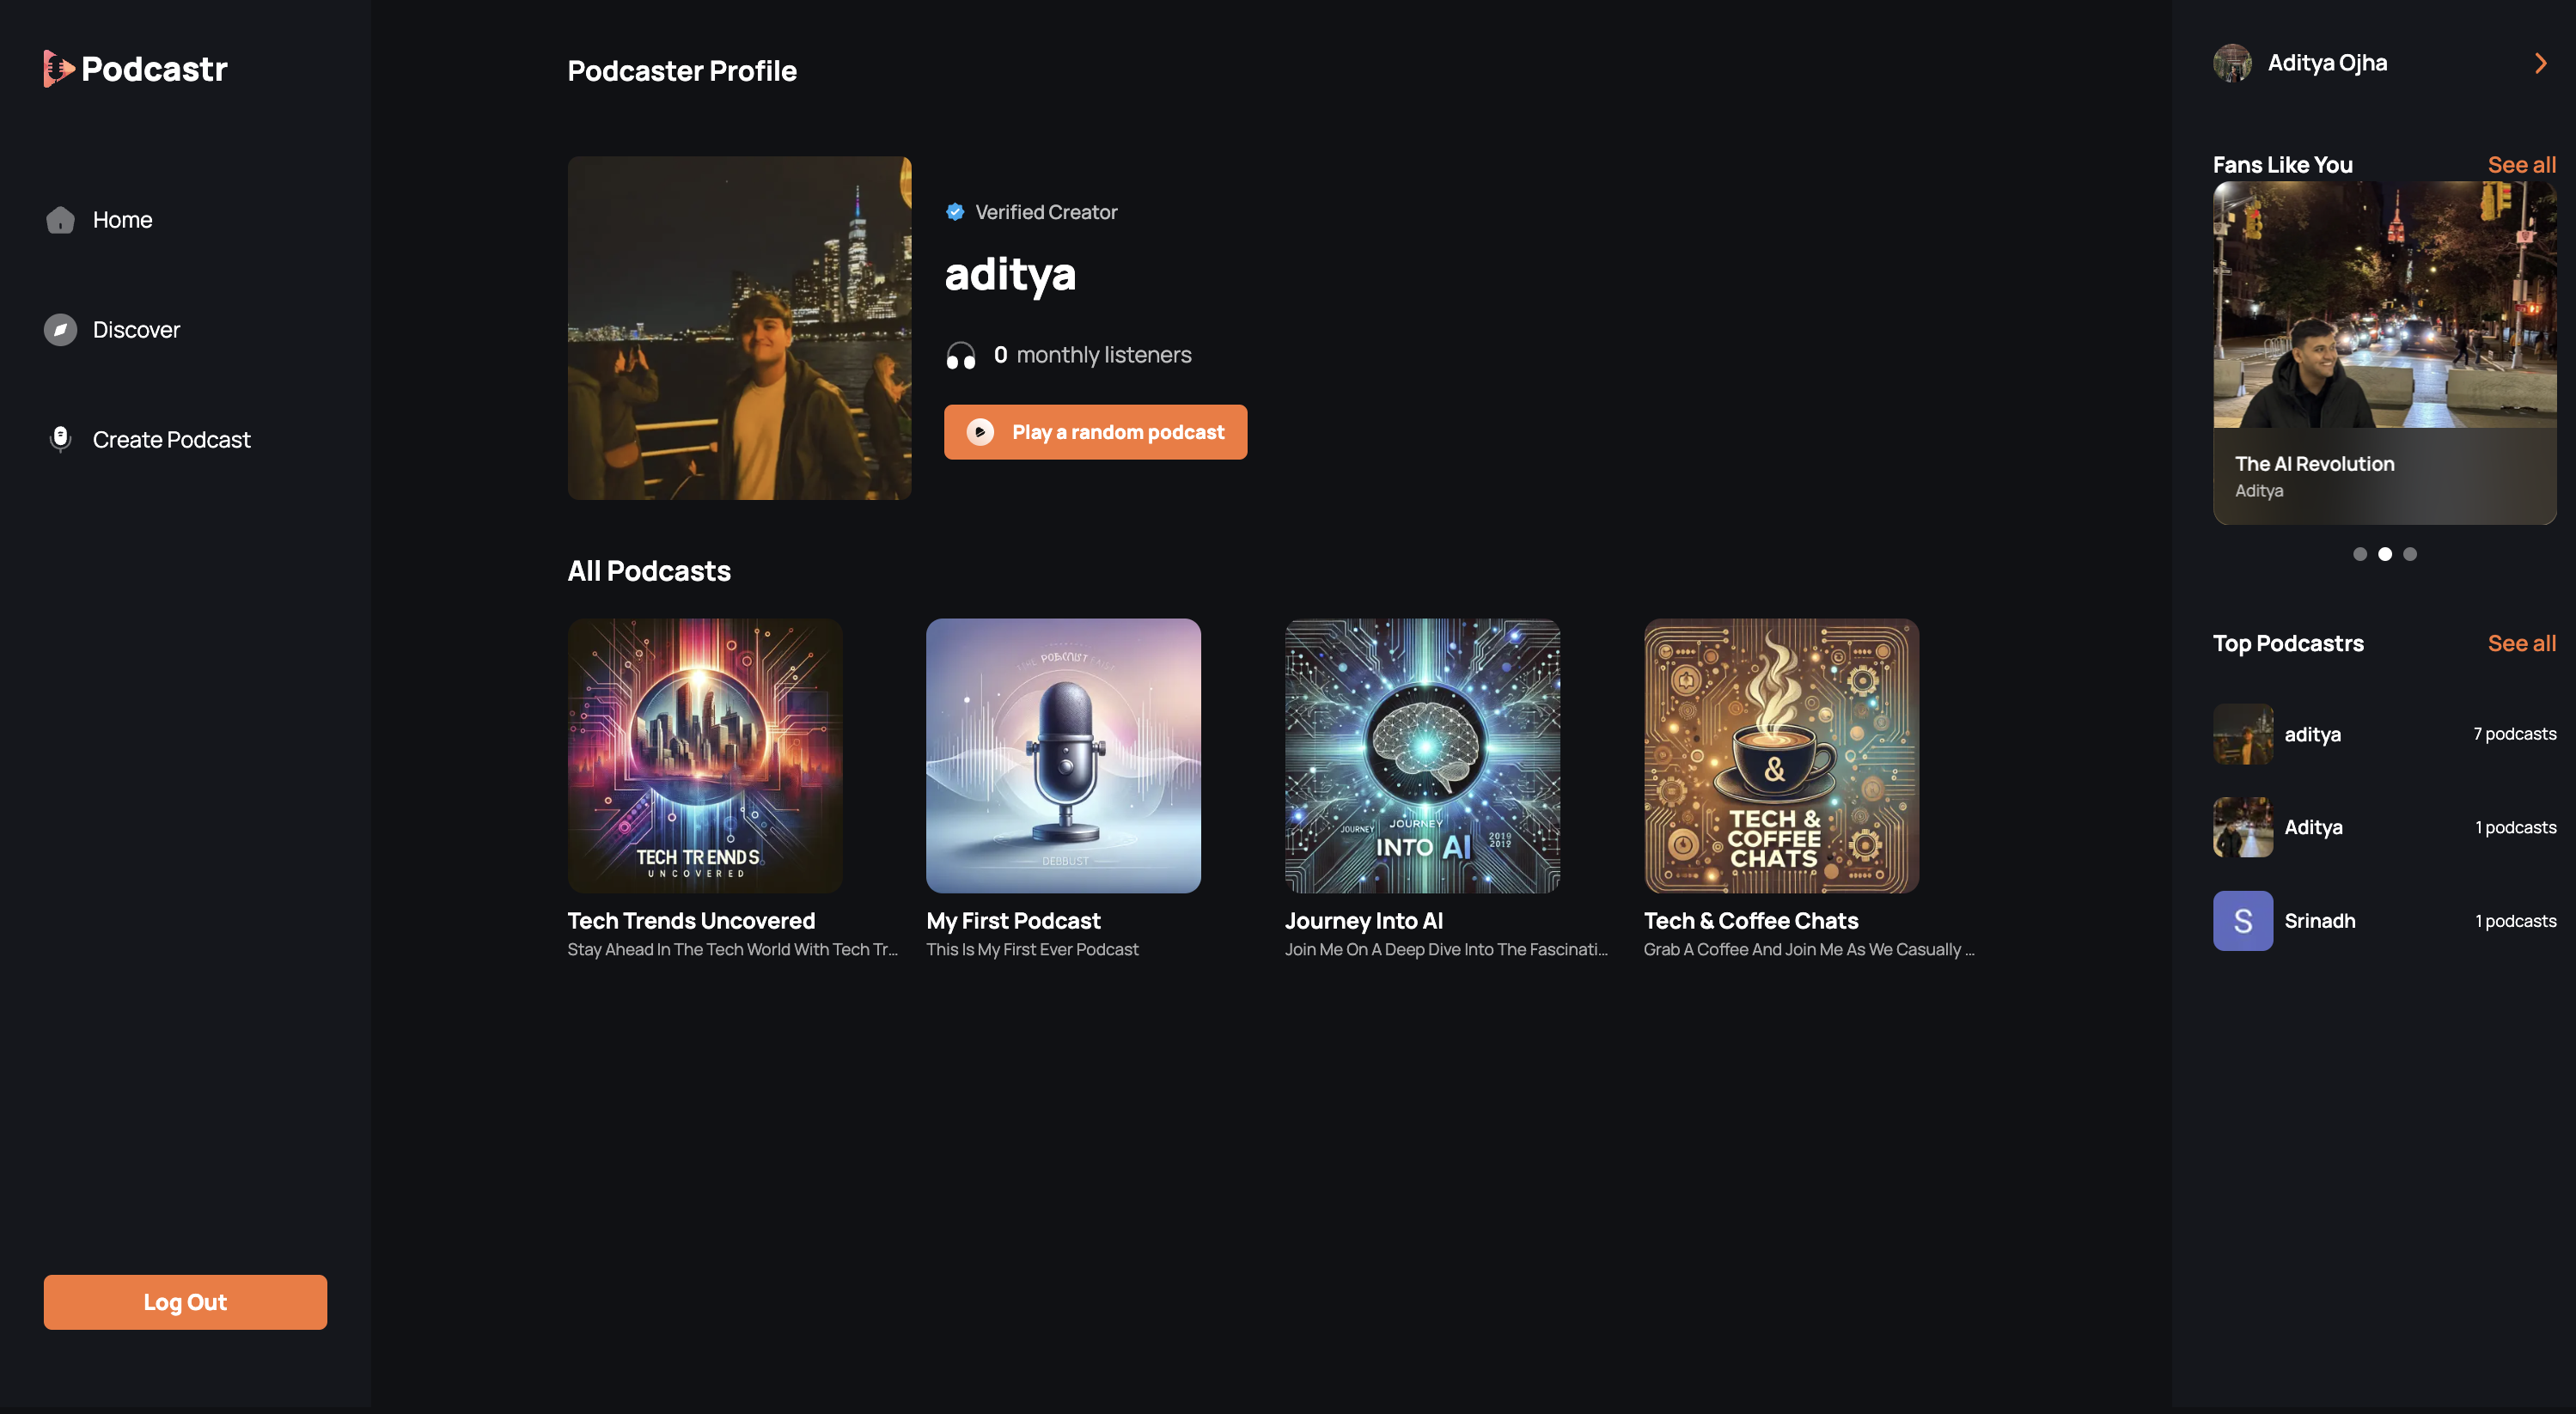 Podcastr
Home
Discover
Create Podcast
Log Out
Podcaster Profile
Verified Creator
aditya
0 monthly listeners
Play a random podcast
All Podcasts
TECH TRENNDS
UNCOVERED
Tech Trends Uncovered
Stay Ahead In The Tech World With Tech Tr...
DEBBUST
My First Podcast
This Is My First Ever Podcast
JOURNEY
JOURNEY
INTO AI
2019
2012
Journey Into AI
Join Me On A Deep Dive Into The Fascinati...
&
TECH &
COFFEE
CHATS
Tech & Coffee Chats
Grab A Coffee And Join Me As We Casually ...
Aditya Ojha
Fans Like You See all
The AI Revolution
Aditya
Top Podcastrs See all
aditya 7 podcasts
Aditya 1 podcasts
S Srinadh 1 podcasts